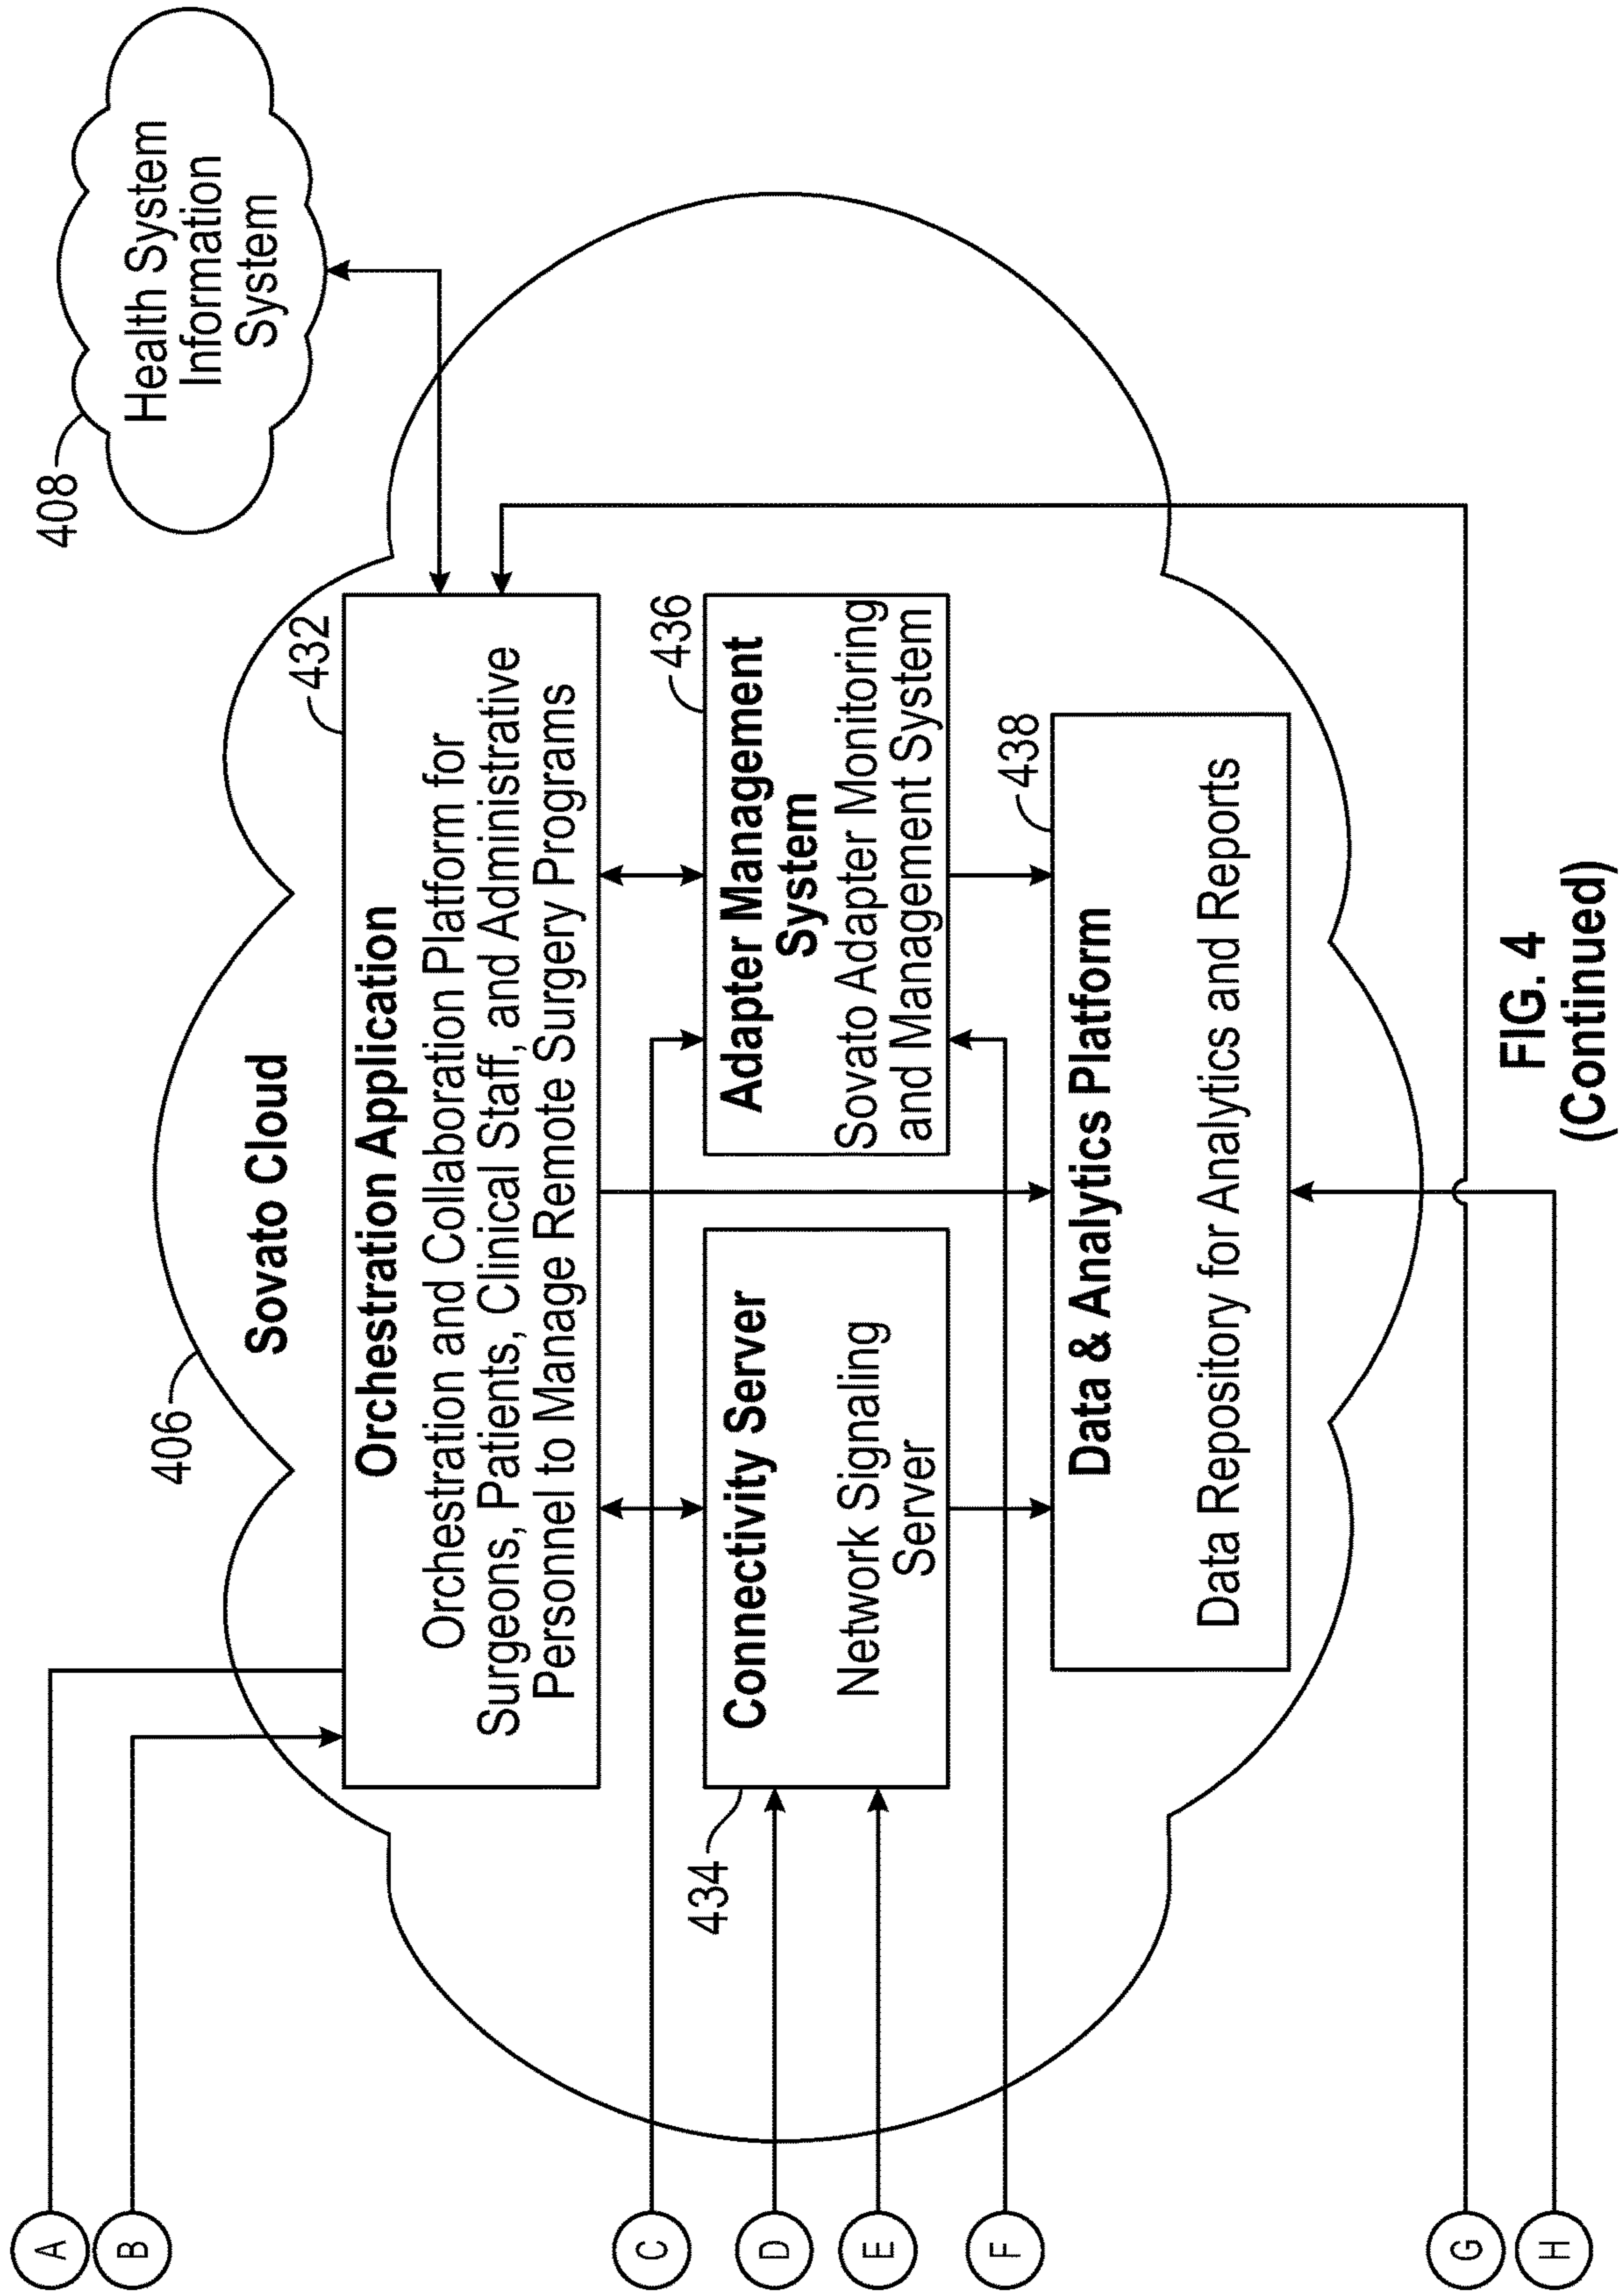 408
Health System
Information
System
406
Sovato Cloud
432
Orchestration Application
Orchestration and Collaboration Platform for
Surgeons, Patients, Clinical Staff, and Administrative
Personnel to Manage Remote Surgery Programs
434
Connectivity Server
Network Signaling
Server
436
Adapter Management
System
Sovato Adapter Monitoring
and Management System
438
Data & Analytics Platform
Data Repository for Analytics and Reports
A
B
C
D
E
F
G
H
FIG. 4
(Continued)